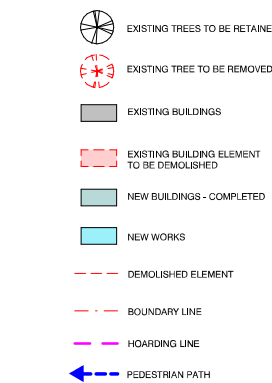 EXISTING TREES TO BE RETAINE
EXISTING TREE TO BE REMOVED
EXISTING BUILDINGS
EXISTING BUILDING ELEMENT
TO BE DEMOLISHED
NEW BUILDINGS - COMPLETED
NEW WORKS
DEMOLISHED ELEMENT
BOUNDARY LINE
HOARDING LINE
PEDESTRIAN PATH